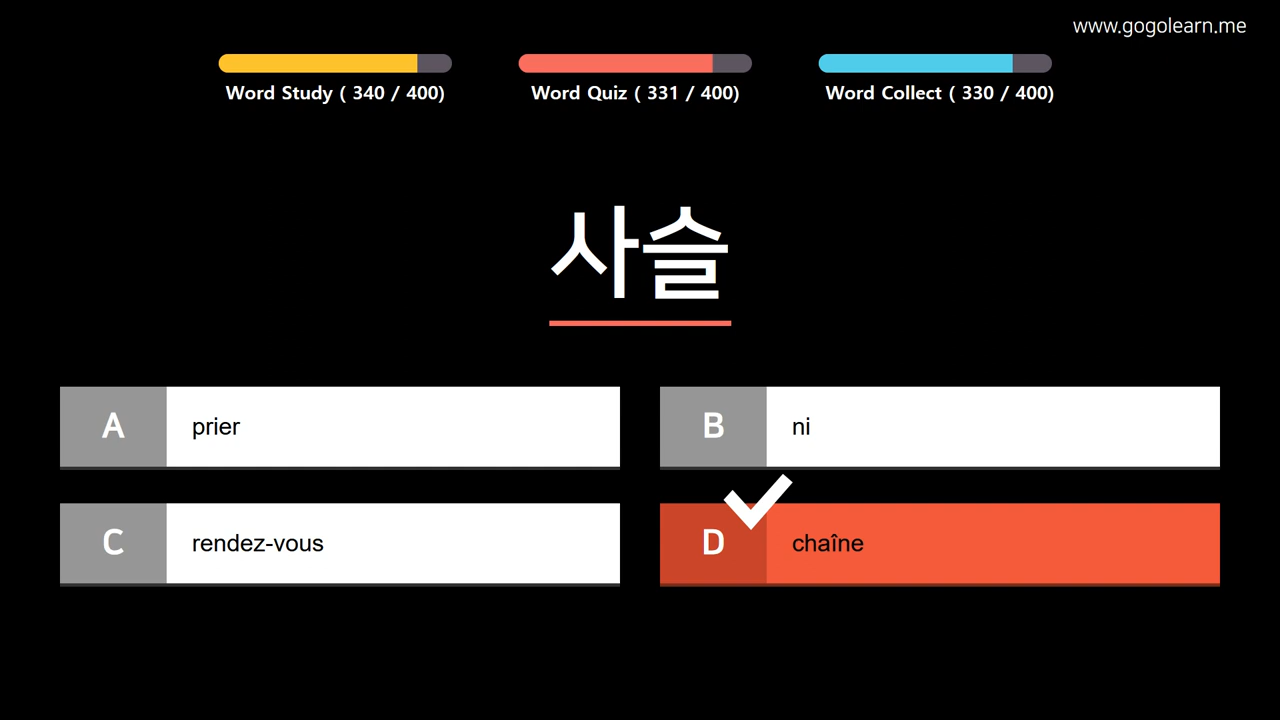 www.gogolearn.me
Word Study ( 340 / 400)
Word Quiz ( 331 / 400)
Word Collect ( 330 / 400)
사슬
A prier
B ni
C rendez-vous
D chaîne